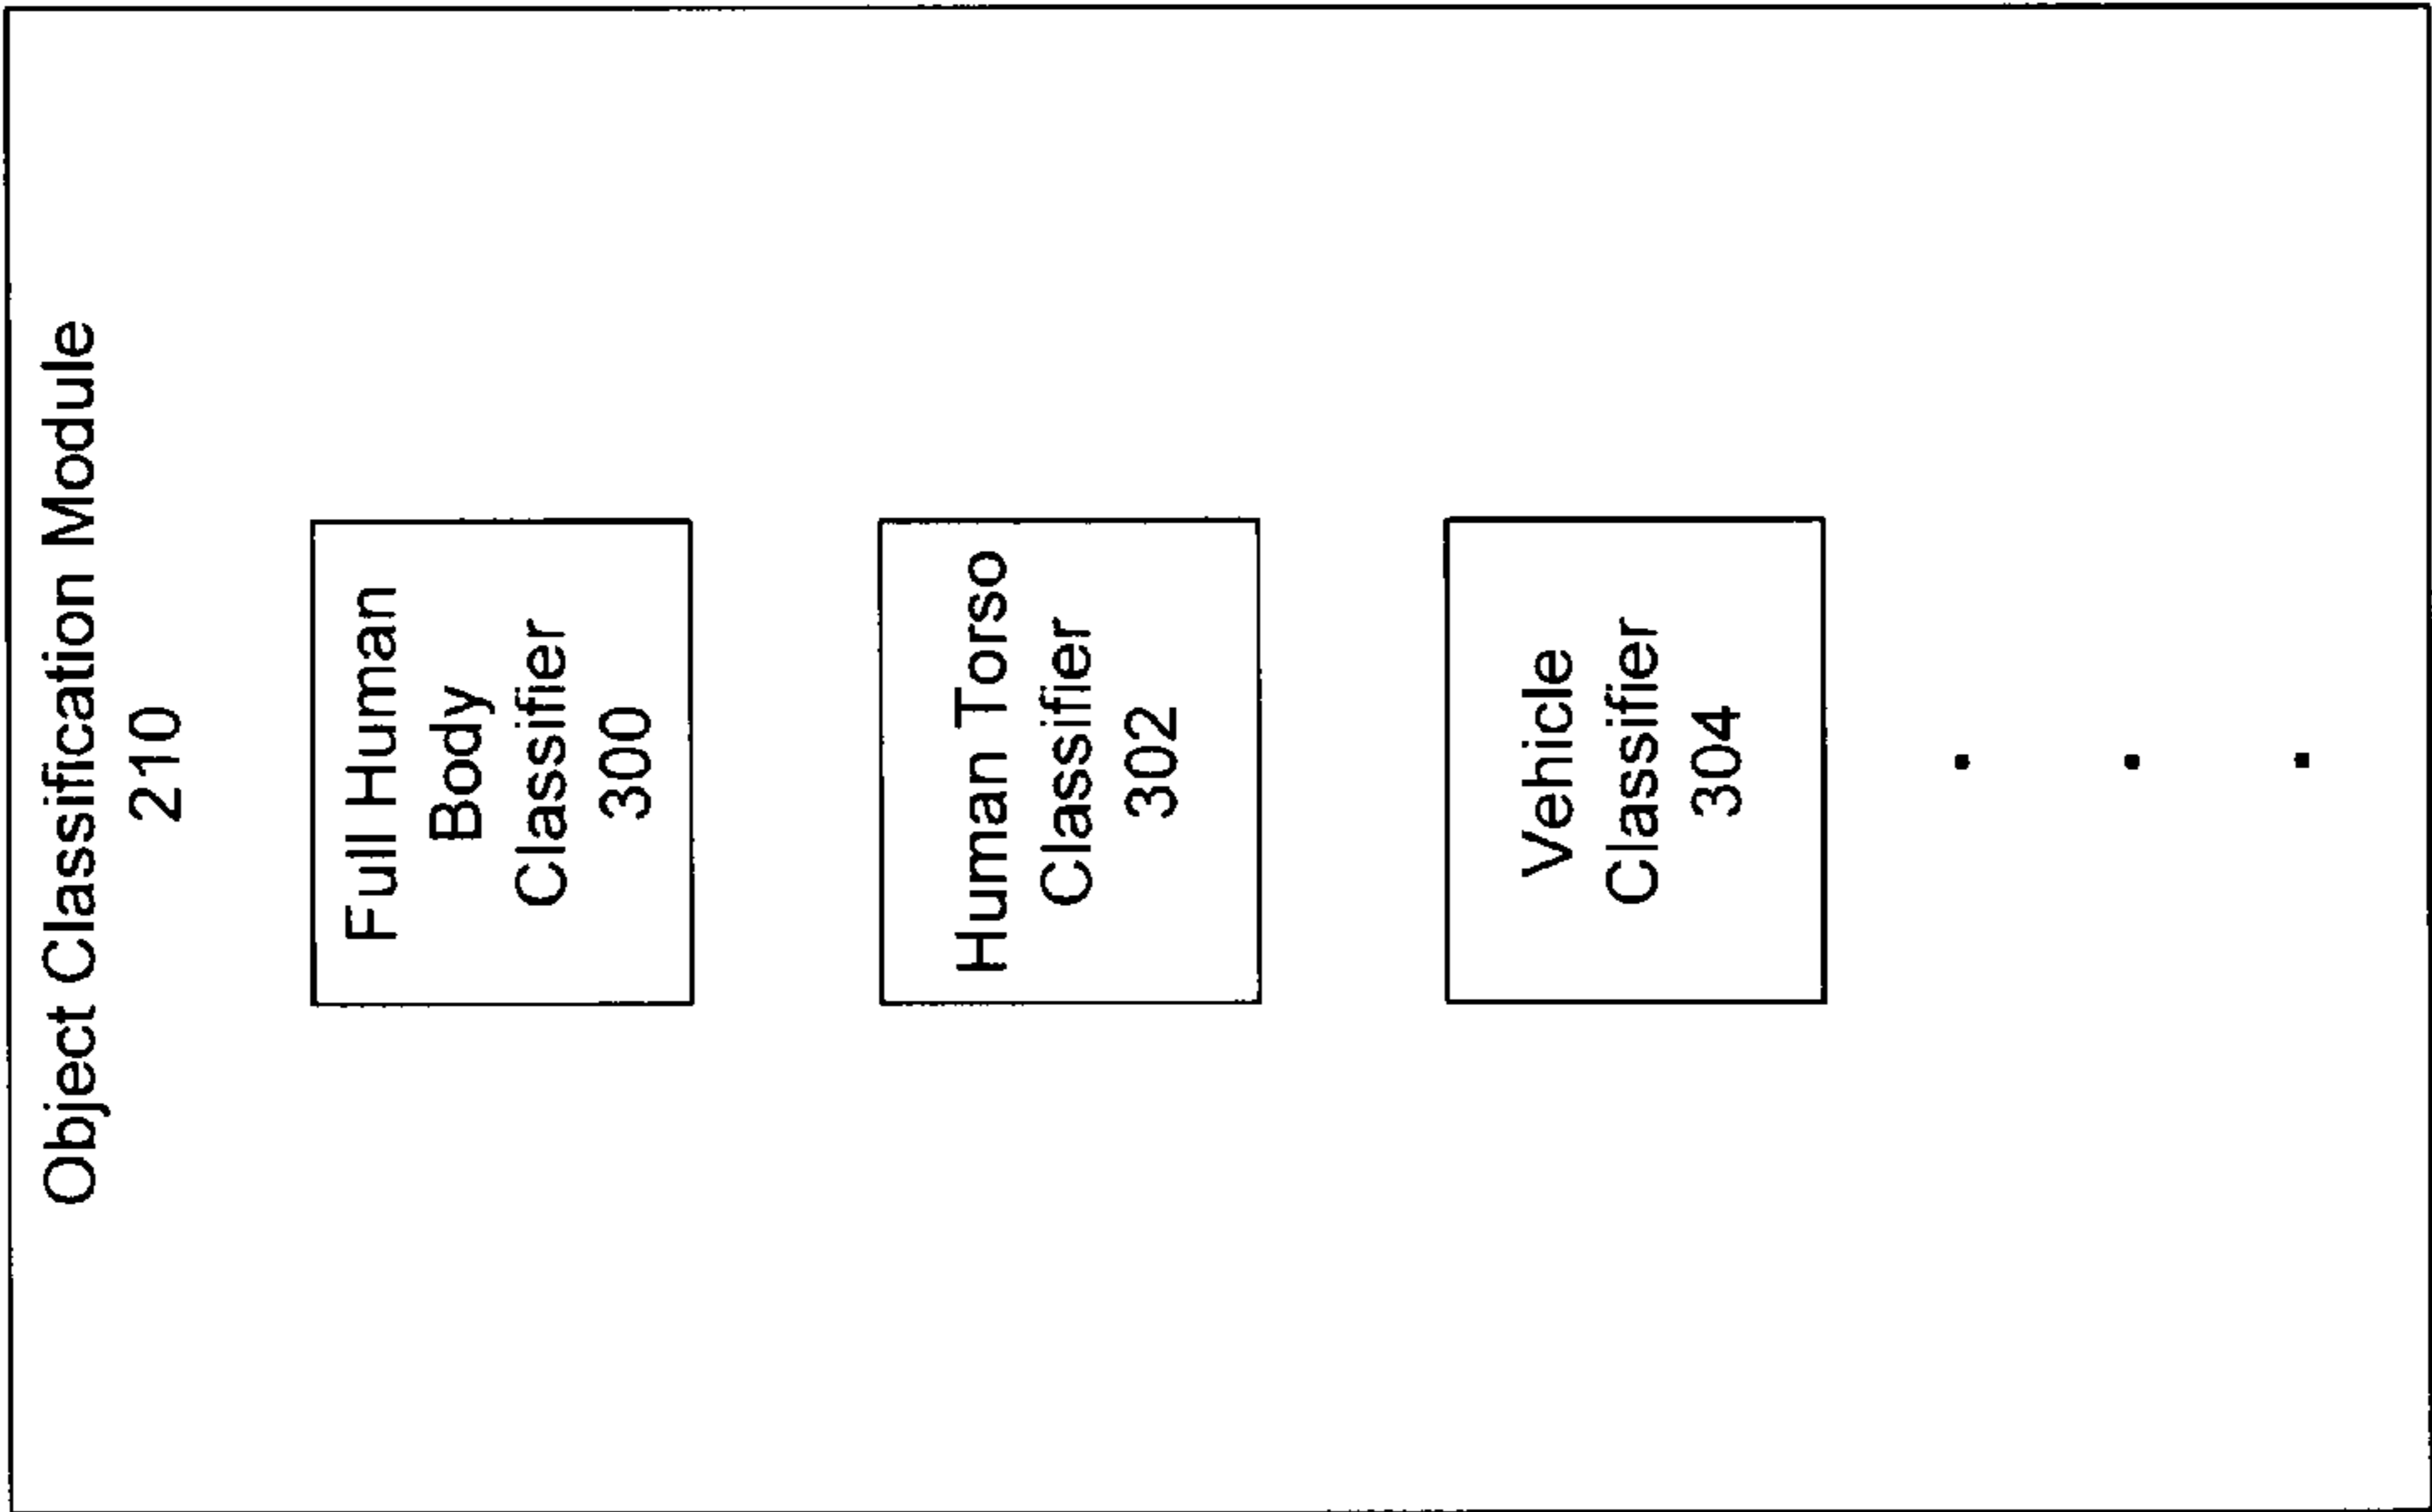 Object Classification Module
210
Full Human
Body
Classifier
300
Human Torso
Classifier
302
Vehicle
Classifier
304